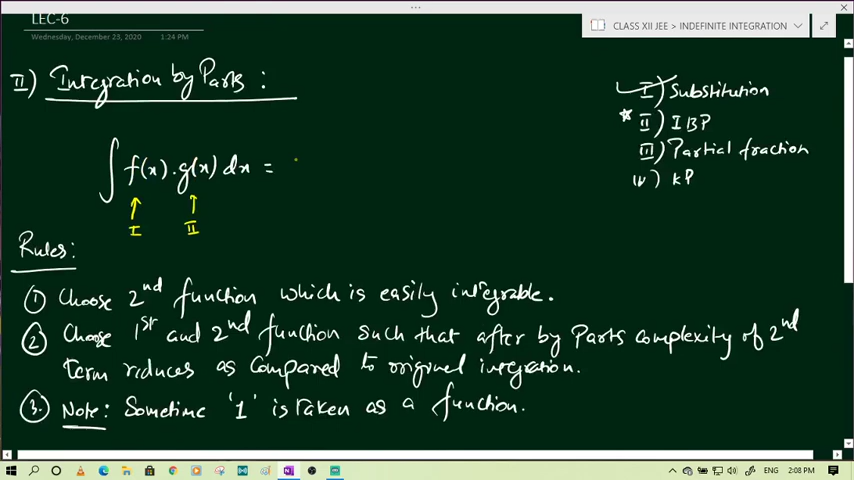 LEC-6
Wednesday, December 23, 2020 1:24 PM
CLASS XII JEE > INDEFINITE INTEGRATION
II) Integration by Parts :
I) Substitution
II) IBP
III) Partial fraction
IV) KP
∫ f(x) . g(x) dx =
I II
Rules:
① Choose 2nd function which is easily integrable.
② Choose 1st and 2nd function such that after by Parts complexity of 2nd
term riduces as compared to original integration.
③. Note: Sometime '1' is taken as a function.
ENG 2:08 PM